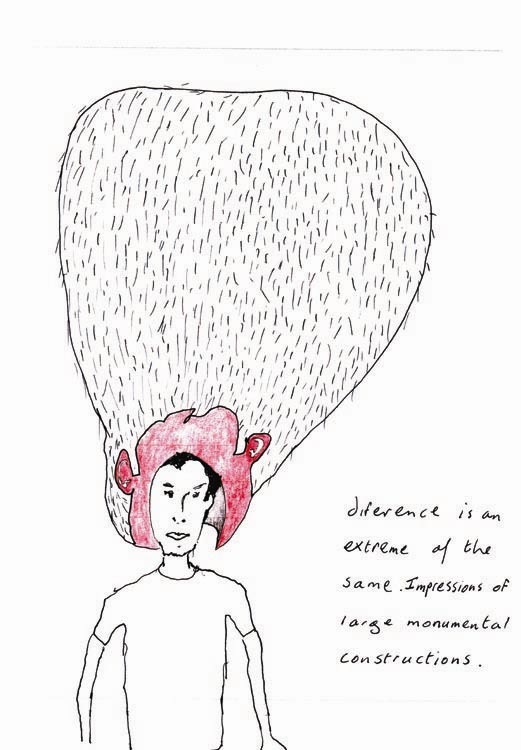 diference is an
extreme of the
same. Impressions of
large monumental
constructions.